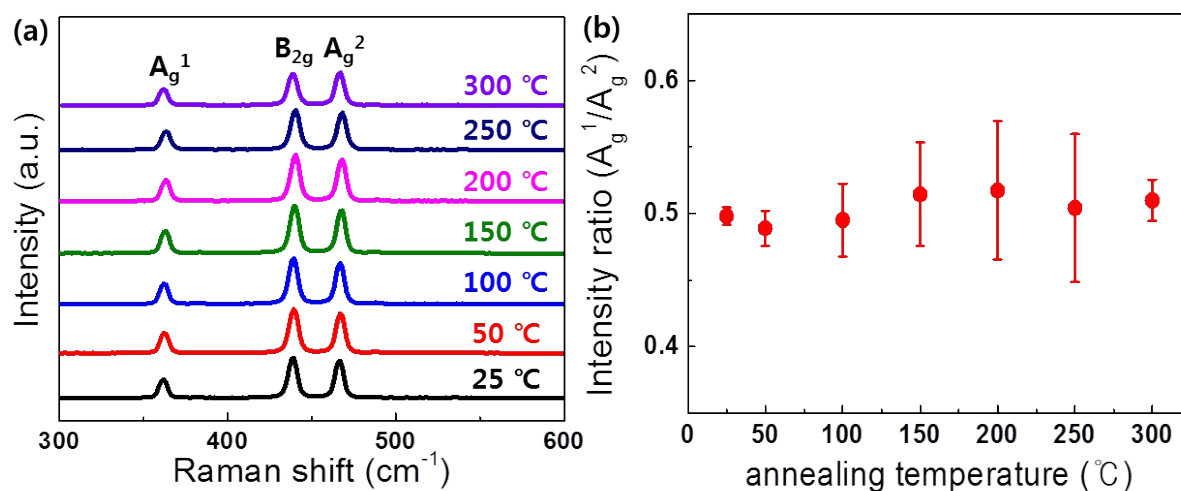 (a)
A_g^1
B_2g A_g^2
300 ℃
250 ℃
200 ℃
150 ℃
100 ℃
50 ℃
25 ℃
Intensity (a.u.)
300 400 500 600
Raman shift (cm^-1)
(b)
0.6
0.5
0.4
Intensity ratio (A_g^1/A_g^2)
0 50 100 150 200 250 300
annealing temperature (℃)